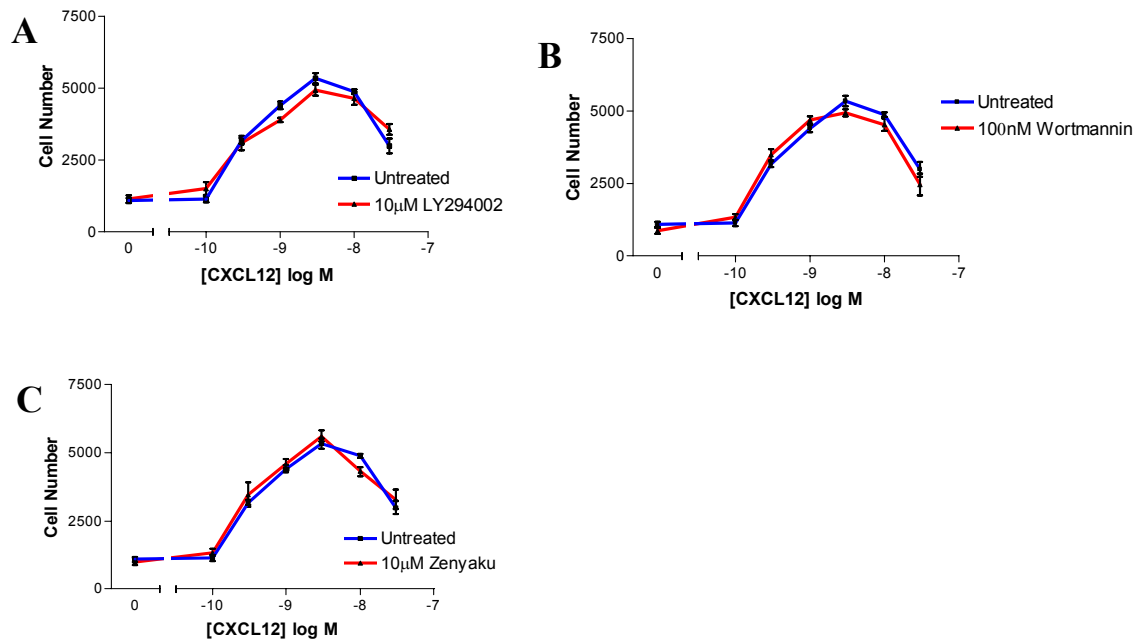 A
7500
5000
2500
0
Cell Number
Untreated
10μM LY294002
0 -10 -9 -8 -7
[CXCL12] log M
B
7500
5000
2500
0
Cell Number
Untreated
100nM Wortmannin
0 -10 -9 -8 -7
[CXCL12] log M
C
7500
5000
2500
0
Cell Number
Untreated
10μM Zenyaku
0 -10 -9 -8 -7
[CXCL12] log M